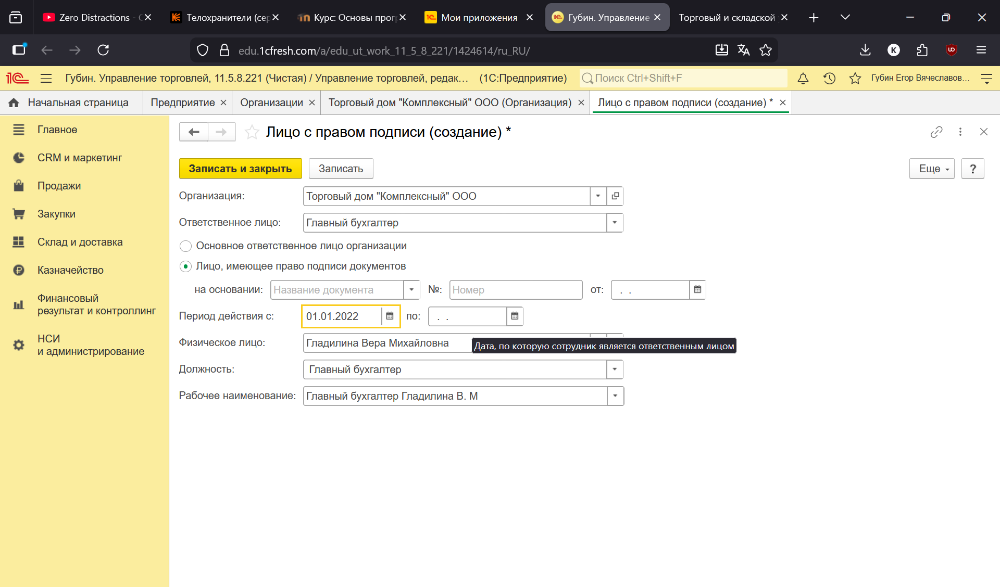 Zero Distractions -
Телохранители (сер
Курс: Основы прог
Мои приложения
Губин. Управление
Торговый и складской
edu.1cfresh.com/a/edu_ut_work_11_5_8_221/1424614/ru_RU/
K
Губин. Управление торговлей, 11.5.8.221 (Чистая) / Управление торговлей, редак... (1С:Предприятие)
Поиск Ctrl+Shift+F
Губин Егор Вячеславов...
Начальная страница
Предприятие
Организации
Торговый дом "Комплексный" ООО (Организация)
Лицо с правом подписи (создание) *
Главное
CRM и маркетинг
Продажи
Закупки
Склад и доставка
Казначейство
Финансовый
результат и контроллинг
НСИ
и администрирование
Лицо с правом подписи (создание) *
Записать и закрыть
Записать
Еще
?
Организация: Торговый дом "Комплексный" ООО
Ответственное лицо: Главный бухгалтер
Основное ответственное лицо организации
Лицо, имеющее право подписи документов
на основании: Название документа №: Номер от: . .
Период действия с: 01.01.2022 по: . .
Физическое лицо: Гладилина Вера Михайловна
Дата, по которую сотрудник является ответственным лицом
Должность: Главный бухгалтер
Рабочее наименование: Главный бухгалтер Гладилина В. М